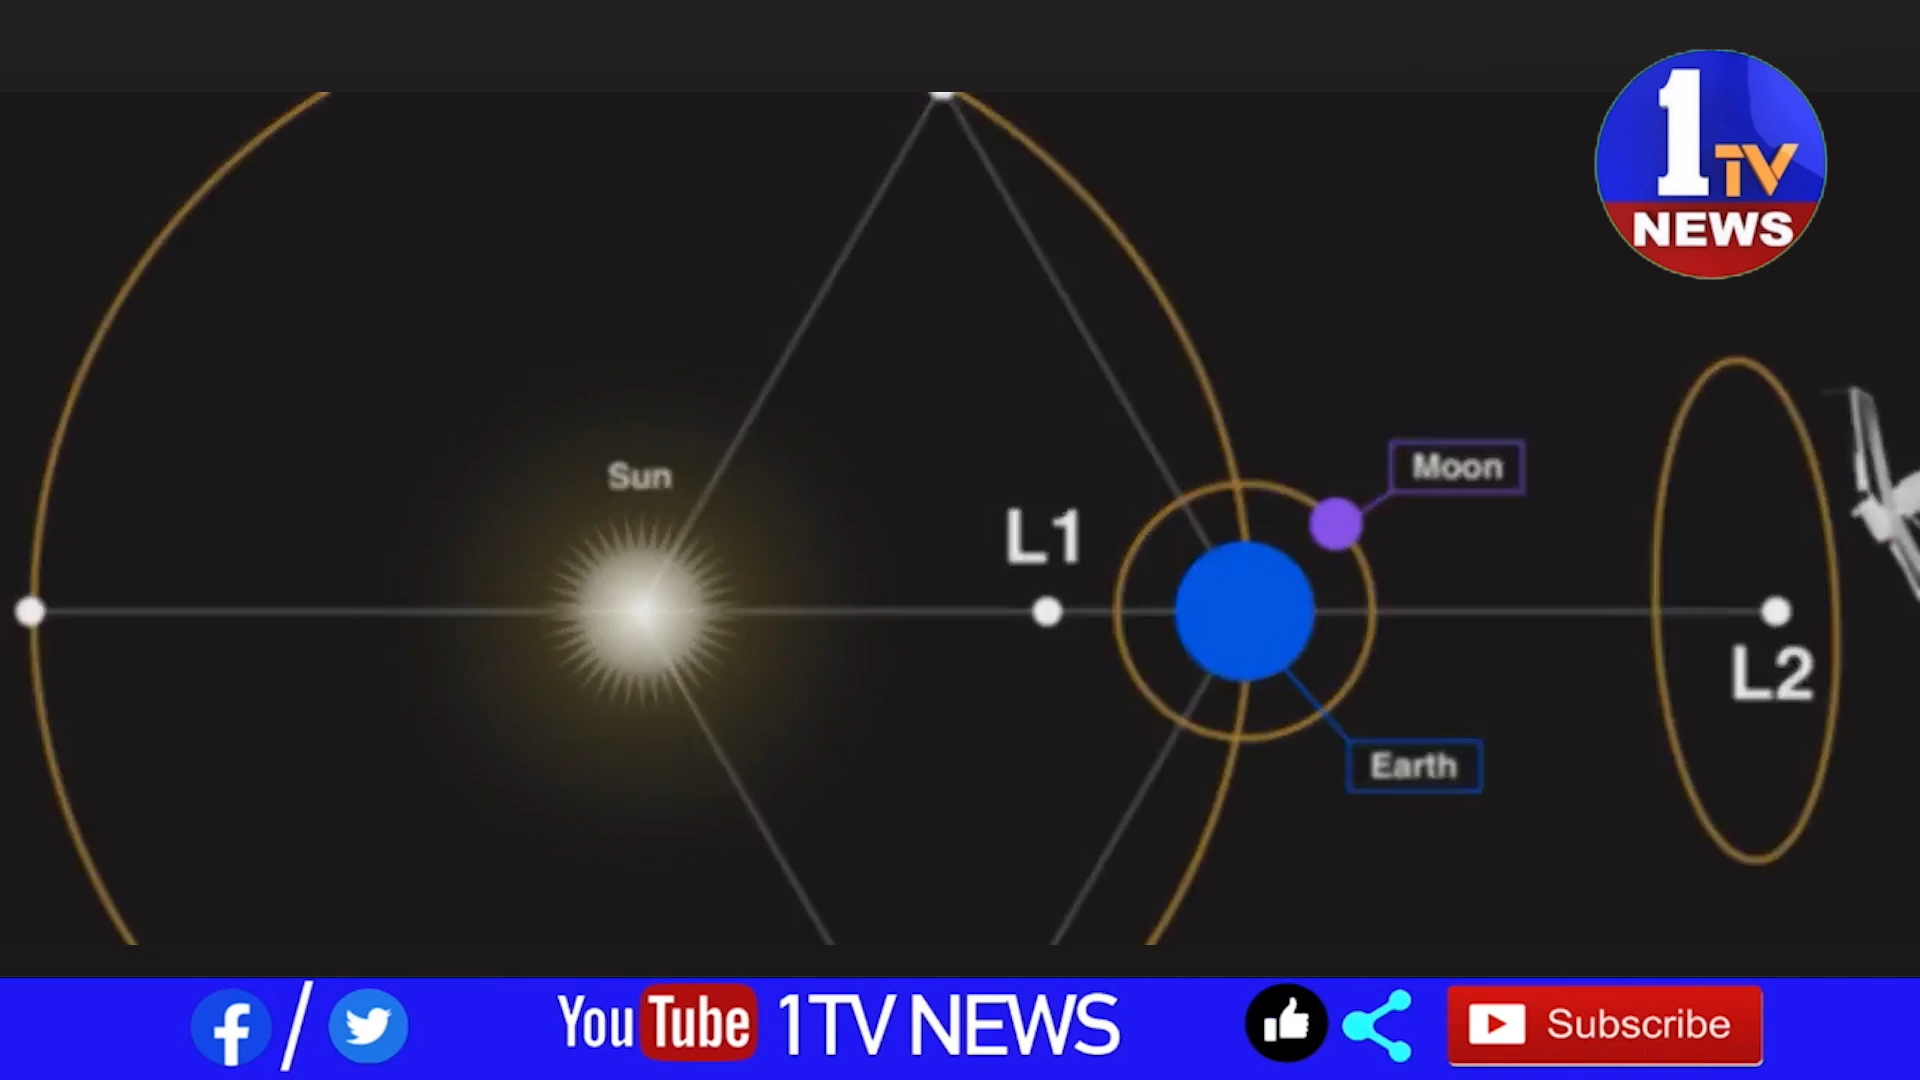 1
TV
NEWS
Sun
Moon
L1
L2
Earth
f / YouTube 1TV NEWS Subscribe